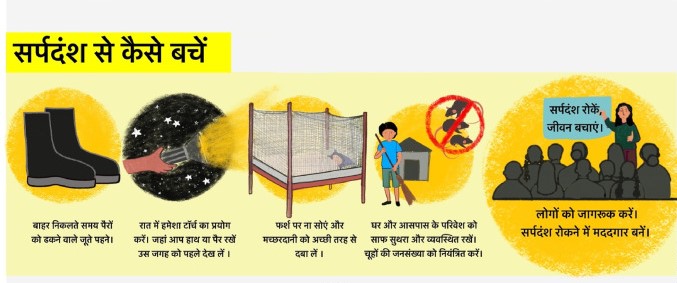 सर्पदंश से कैसे बचें
बाहर निकलते समय पैरों
को ढकने वाले जूते पहने।
रात में हमेशा टॉर्च का प्रयोग
करें। जहां आप हाथ या पैर रखें
उस जगह को पहले देख लें ।
फर्श पर ना सोएं और
मच्छरदानी को अच्छी तरह से
दबा लें ।
घर और आसपास के परिवेश को
साफ सुथरा और व्यवस्थित रखें।
चूहों की जनसंख्या को नियंत्रित करें।
सर्पदंश रोकें,
जीवन बचाएं।
लोगों को जागरूक करें।
सर्पदंश रोकने में मददगार बनें।